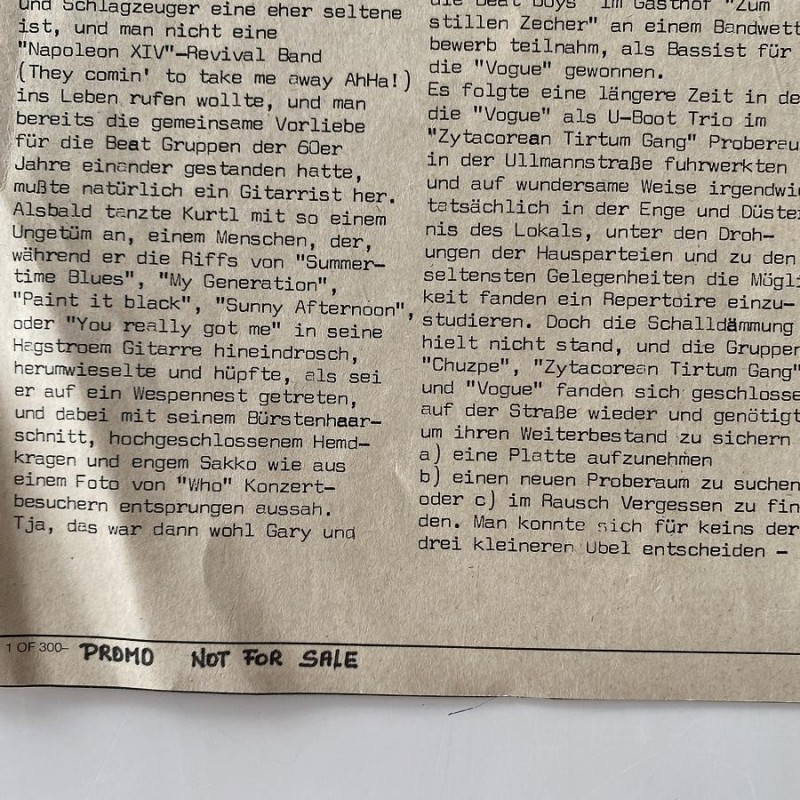 und Schlagzeuger eine eher seltene
ist, und man nicht eine
"Napoleon XIV"-Revival Band
(They comin' to take me away AhHa!)
ins Leben rufen wollte, und man
bereits die gemeinsame Vorliebe
für die Beat Gruppen der 60er
Jahre einander gestanden hatte,
mußte natürlich ein Gitarrist her.
Alsbald tanzte Kurtl mit so einem
Ungetüm an, einem Menschen, der,
während er die Riffs von "Summer-
time Blues", "My Generation",
"Paint it black", "Sunny Afternoon",
oder "You really got me" in seine
Hagstroem Gitarre hineindrosch,
herumwieselte und hüpfte, als sei
er auf ein Wespennest getreten,
und dabei mit seinem Bürstenhaar-
schnitt, hochgeschlossenem Hemd-
kragen und engem Sakko wie aus
einem Foto von "Who" Konzert-
besuchern entsprungen aussah.
Tja, das war dann wohl Gary und
die Beat Boys" im Gasthof "Zum
stillen Zecher" an einem Bandwett
bewerb teilnahm, als Bassist für
die "Vogue" gewonnen.
Es folgte eine längere Zeit in de
die "Vogue" als U-Boot Trio im
"Zytacorean Tirtum Gang" Proberau
in der Ullmannstraße fuhrwerkten
und auf wundersame Weise irgendwi
tatsächlich in der Enge und Düste
nis des Lokals, unter den Droh-
ungen der Hausparteien und zu den
seltensten Gelegenheiten die Mögli
keit fanden ein Repertoire einzu-
studieren. Doch die Schalldämmung
hielt nicht stand, und die Gruppen
"Chuzpe", "Zytacorean Tirtum Gang"
und "Vogue" fanden sich geschlosse
auf der Straße wieder und genötigt
um ihren Weiterbestand zu sichern
a) eine Platte aufzunehmen
b) einen neuen Proberaum zu suchen
oder c) im Rausch Vergessen zu fin
den. Man konnte sich für keins der
drei kleineren Übel entscheiden -
1 OF 300- PROMO NOT FOR SALE